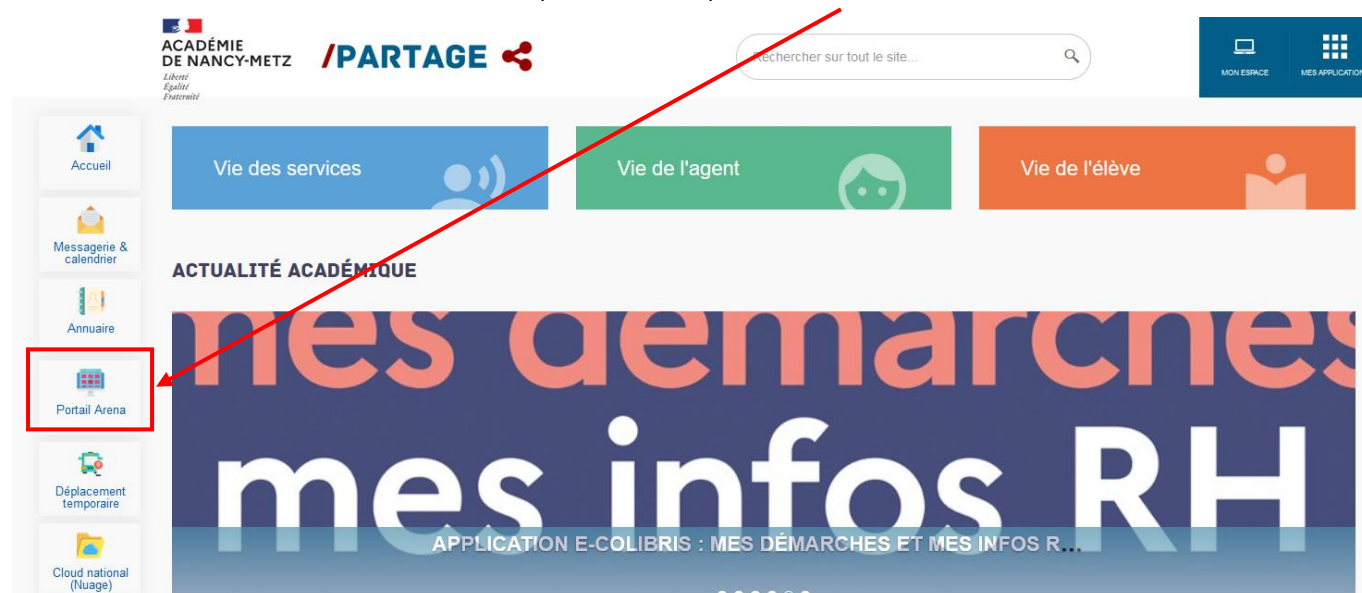 ACADÉMIE
DE NANCY-METZ
Liberté
Égalité
Fraternité
/PARTAGE
Rechercher sur tout le site...
MON ESPACE
MES APPLICATION
Accueil
Messagerie &
calendrier
Annuaire
Portail Arena
Déplacement
temporaire
Cloud national
(Nuage)
Vie des services
Vie de l'agent
Vie de l'élève
ACTUALITÉ ACADÉMIQUE
mes démarches
mes infos RH
APPLICATION E-COLIBRIS : MES DÉMARCHES ET MES INFOS R...